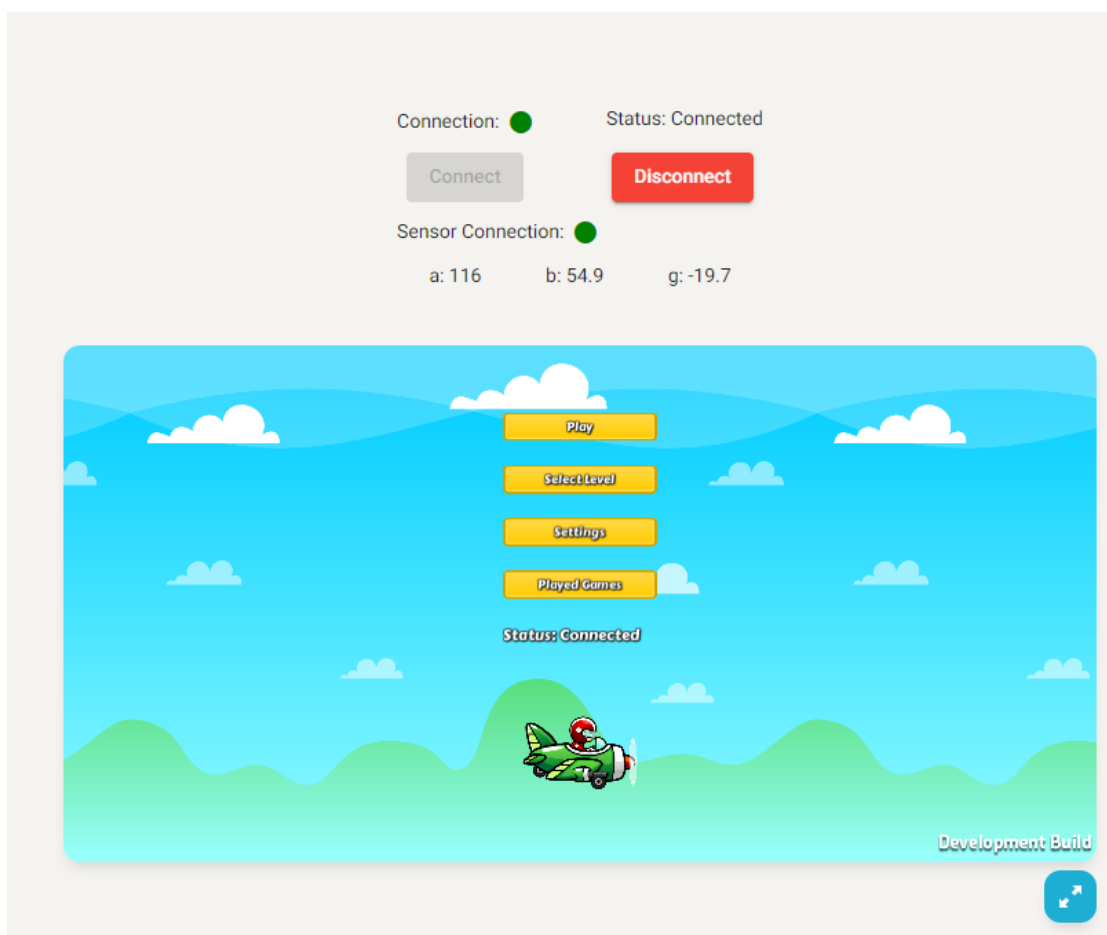 Connection: Status: Connected
Connect Disconnect
Sensor Connection:
a: 116 b: 54.9 g: -19.7
Play
Select Level
Settings
Played Games
Status: Connected
Development Build